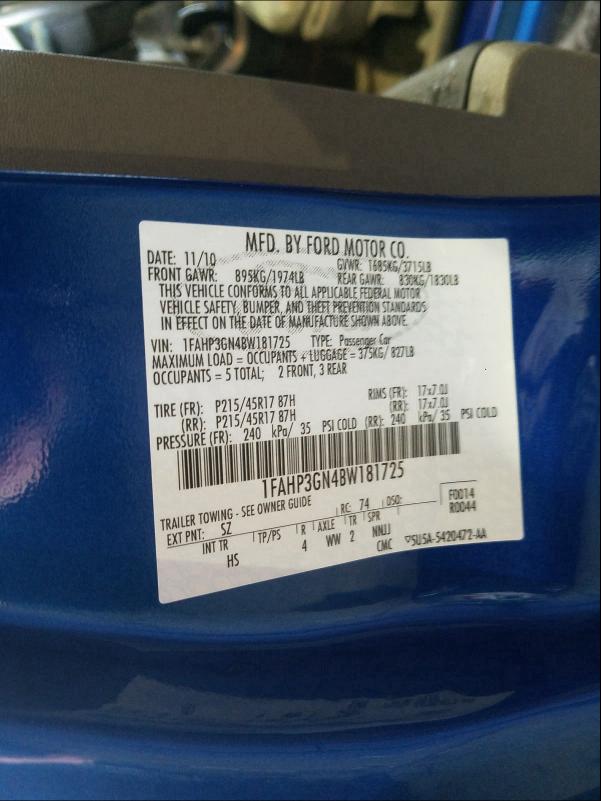 MFD. BY FORD MOTOR CO.
DATE: 11/10 GVWR: 1685KG/3715LB
FRONT GAWR: 895KG/1974LB REAR GAWR: 830KG/1830LB
THIS VEHICLE CONFORMS TO ALL APPLICABLE FEDERAL MOTOR
VEHICLE SAFETY, BUMPER, AND THEFT PREVENTION STANDARDS
IN EFFECT ON THE DATE OF MANUFACTURE SHOWN ABOVE.
VIN: 1FAHP3GN4BW181725 TYPE: Passenger Car
MAXIMUM LOAD = OCCUPANTS + LUGGAGE = 375KG/827LB
OCCUPANTS = 5 TOTAL; 2 FRONT, 3 REAR
TIRE (FR): P215/45R17 87H RIMS (FR): 17x7.0J
(RR): P215/45R17 87H (RR): 17x7.0J
PRESSURE (FR): 240 kPa/ 35 PSI COLD (RR): 240 kPa/ 35 PSI COLD
1FAHP3GN4BW181725
TRAILER TOWING - SEE OWNER GUIDE F0014
EXT PNT: SZ RC: 74 DSO: R0044
INT TR TP/PS R AXLE TR SPR
HS 4 WW 2 NNJJ
CMC ▽5U5A-5420472-AA